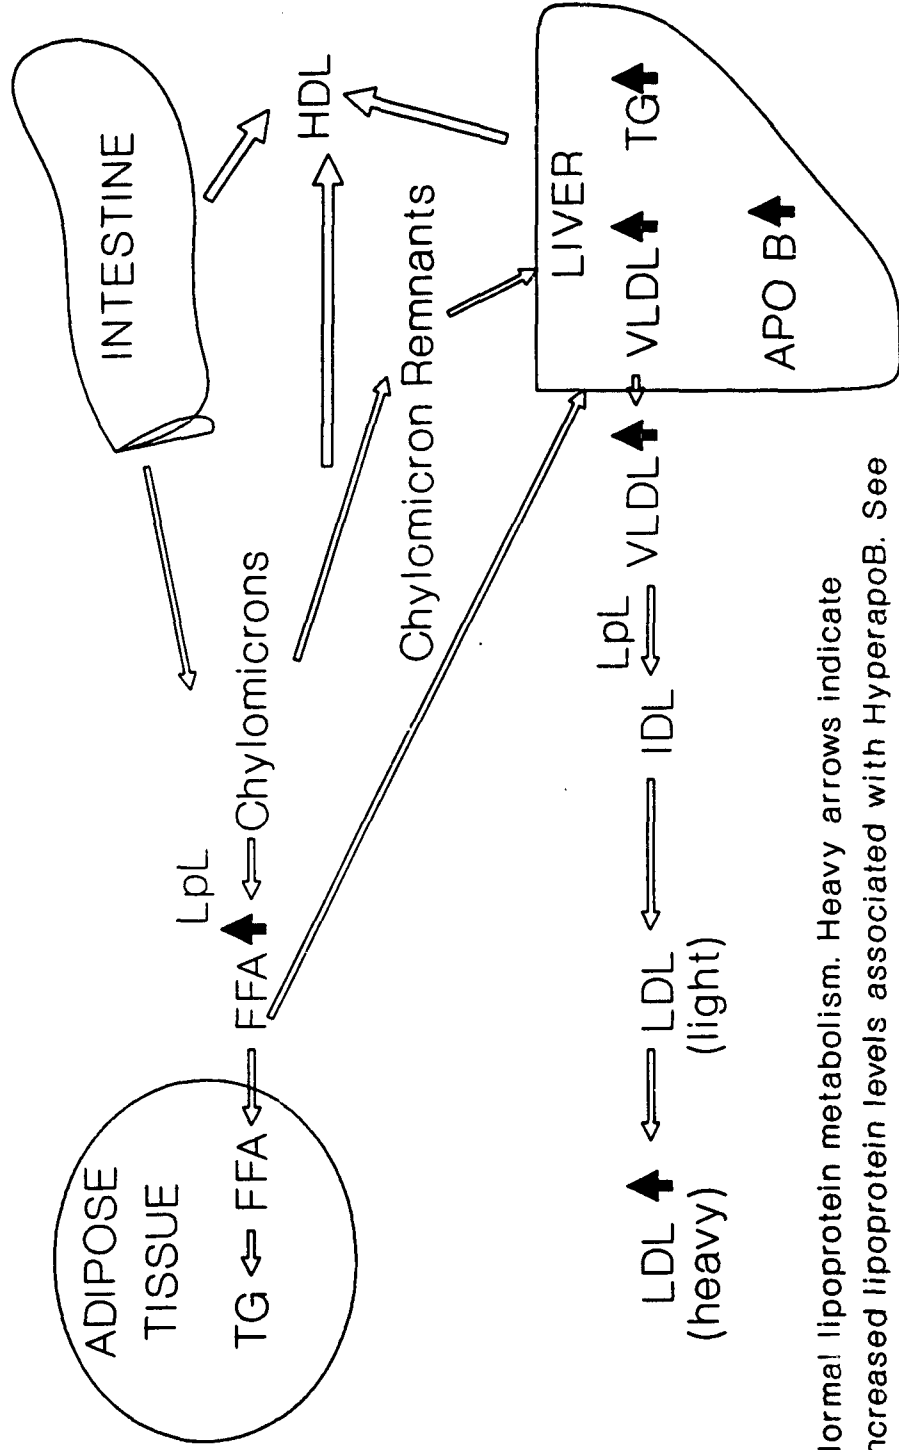 INTESTINE
HDL
ADIPOSE
TISSUE
TG
FFA
FFA
LpL
Chylomicrons
Chylomicron Remnants
LIVER
VLDL
TG
APO B
VLDL
LpL
IDL
LDL
(light)
LDL
(heavy)
ormal lipoprotein metabolism. Heavy arrows indicate
ncreased lipoprotein levels associated with HyperapoB. See